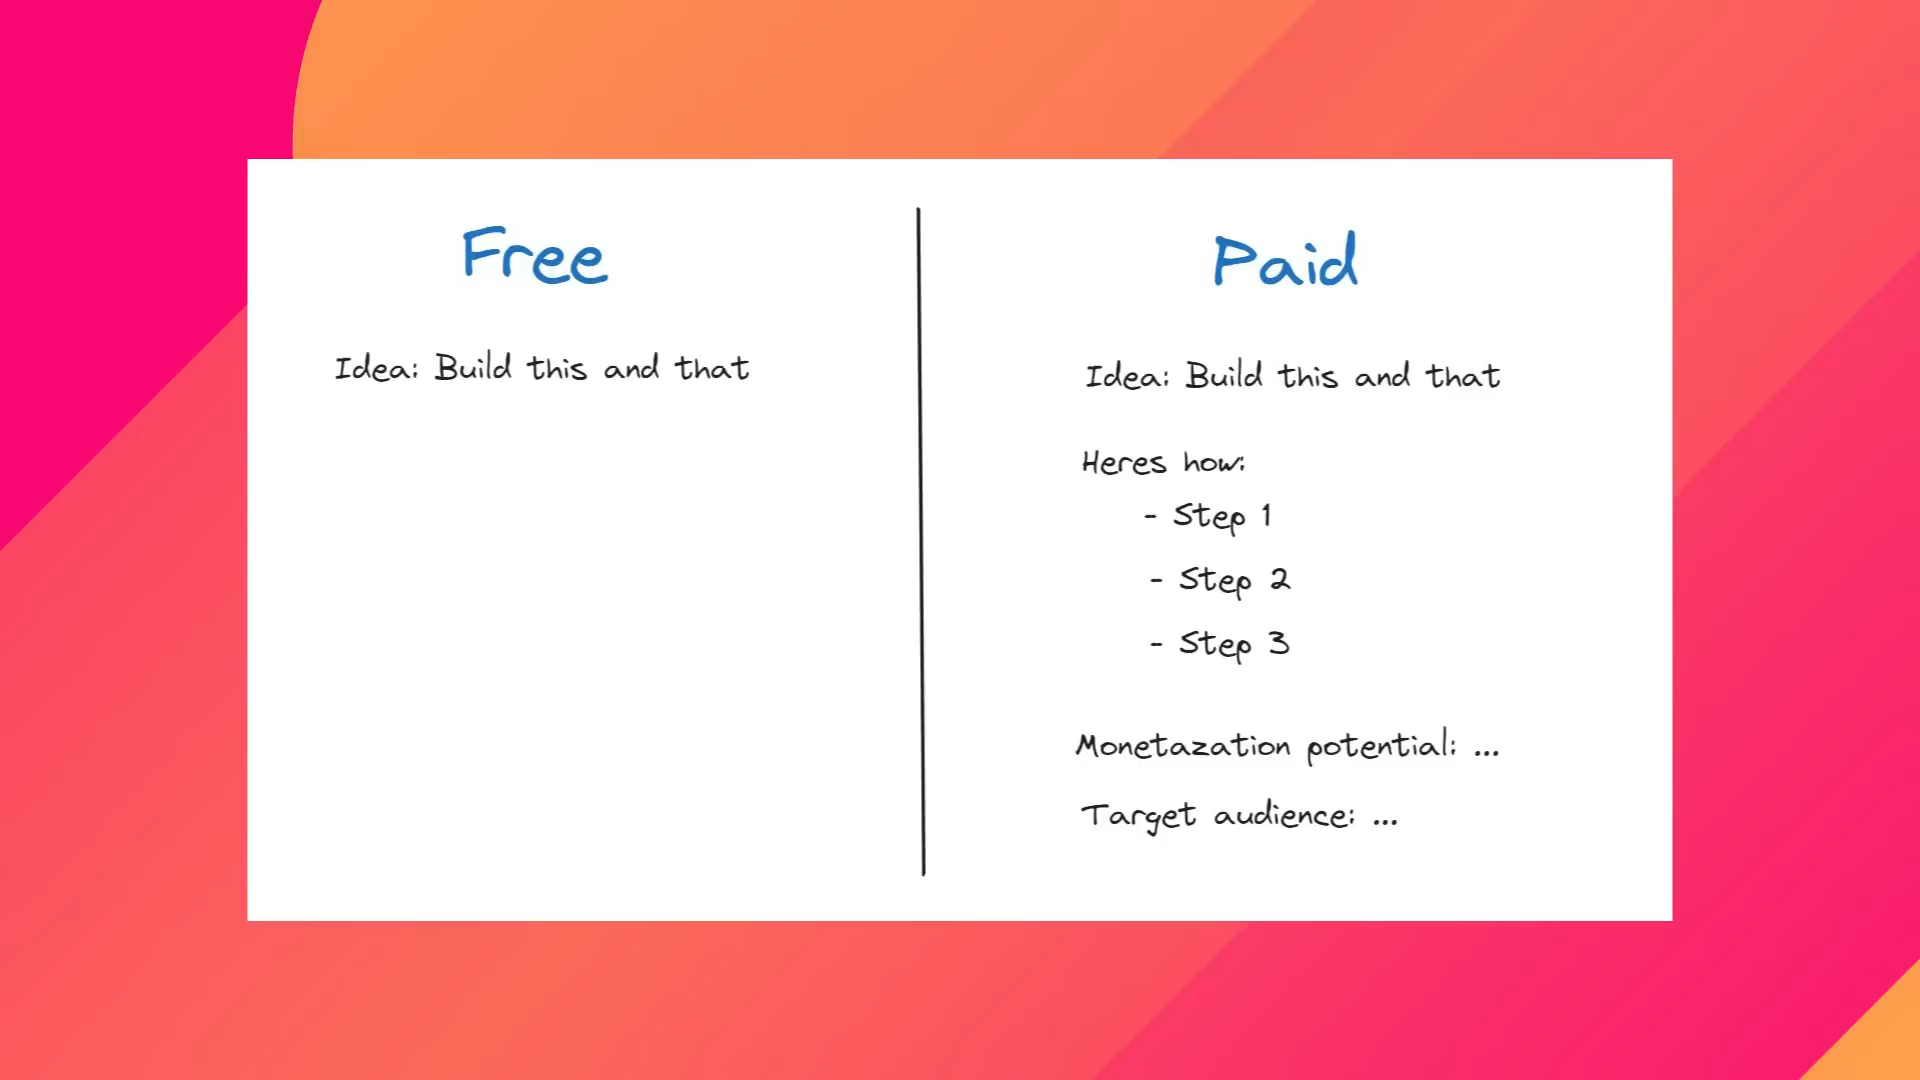 Free
Idea: Build this and that
Paid
Idea: Build this and that
Heres how:
- Step 1
- Step 2
- Step 3
Monetazation potential: ...
Target audience: ...